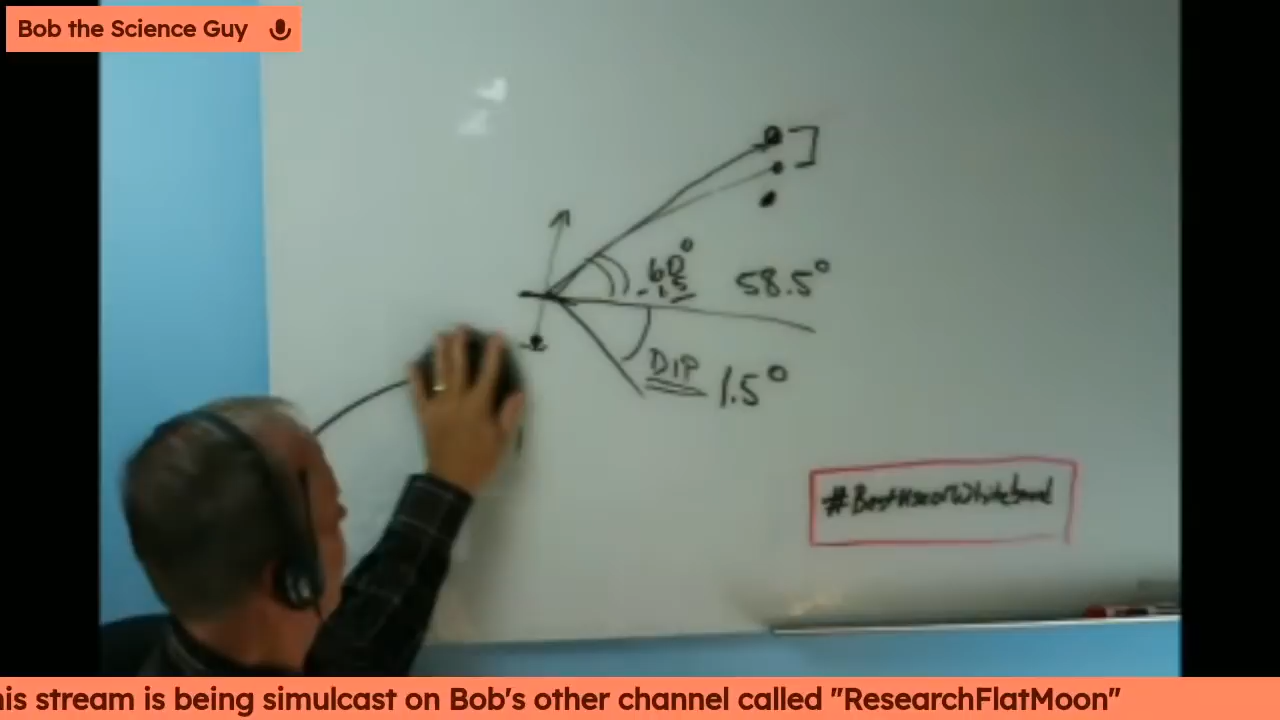 Bob the Science Guy
60°
- 1.5
58.5°
DIP
1.5°
his stream is being simulcast on Bob's other channel called "ResearchFlatMoon"